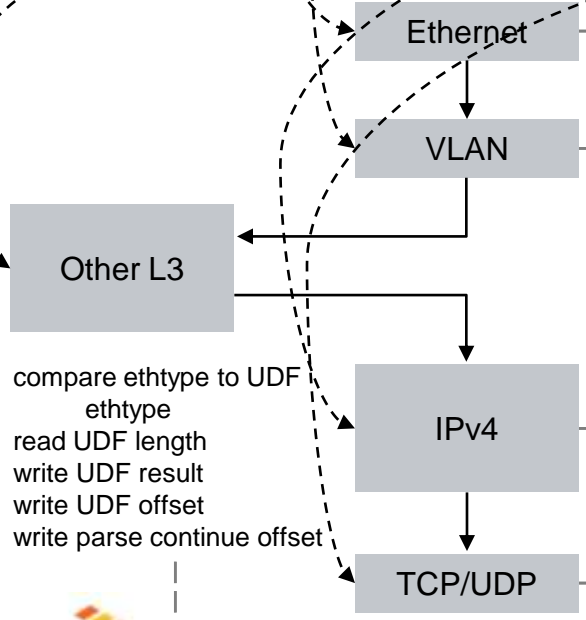 Ethernet
VLAN
Other L3
compare ethtype to UDF
ethtype
read UDF length
write UDF result
write UDF offset
write parse continue offset
IPv4
TCP/UDP